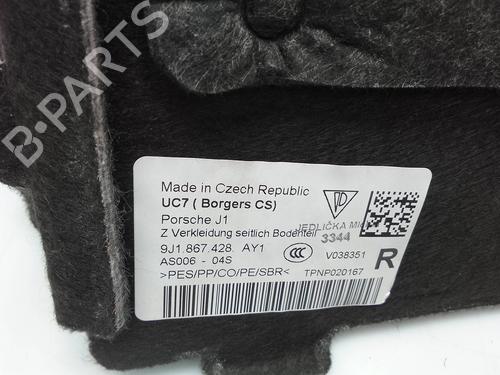 B-PARTS
Made in Czech Republic
UC7 ( Borgers CS)
Porsche J1
JEDLIČKA
Z Verkleidung seitlich Bodenteil
3344
9J1.867.428. AY1
V038351
AS006 - 04S
CCC
R
>PES/PP/CO/PE/SBR<
TPNP020167